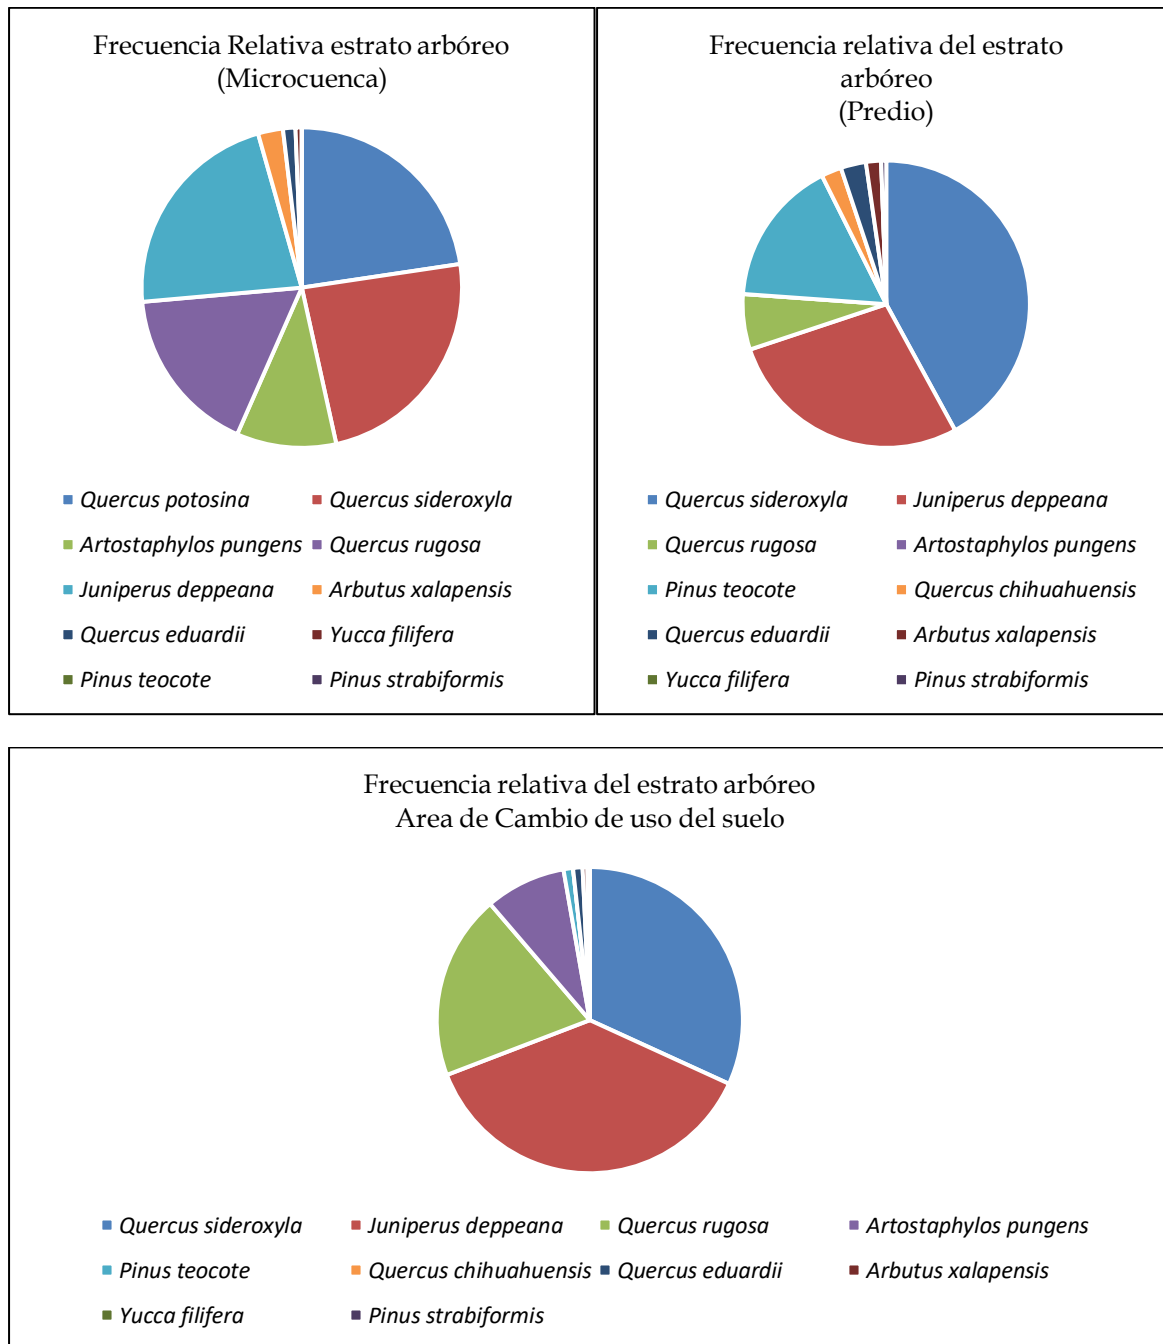 Frecuencia Relativa estrato arbóreo
(Microcuenca)
Quercus potosina
Quercus sideroxyla
Artostaphylos pungens
Quercus rugosa
Juniperus deppeana
Arbutus xalapensis
Quercus eduardii
Yucca filifera
Pinus teocote
Pinus strabiformis
Frecuencia relativa del estrato
arbóreo
(Predio)
Quercus sideroxyla
Juniperus deppeana
Quercus rugosa
Artostaphylos pungens
Pinus teocote
Quercus chihuahuensis
Quercus eduardii
Arbutus xalapensis
Yucca filifera
Pinus strabiformis
Frecuencia relativa del estrato arbóreo
Area de Cambio de uso del suelo
Quercus sideroxyla
Juniperus deppeana
Quercus rugosa
Artostaphylos pungens
Pinus teocote
Quercus chihuahuensis
Quercus eduardii
Arbutus xalapensis
Yucca filifera
Pinus strabiformis